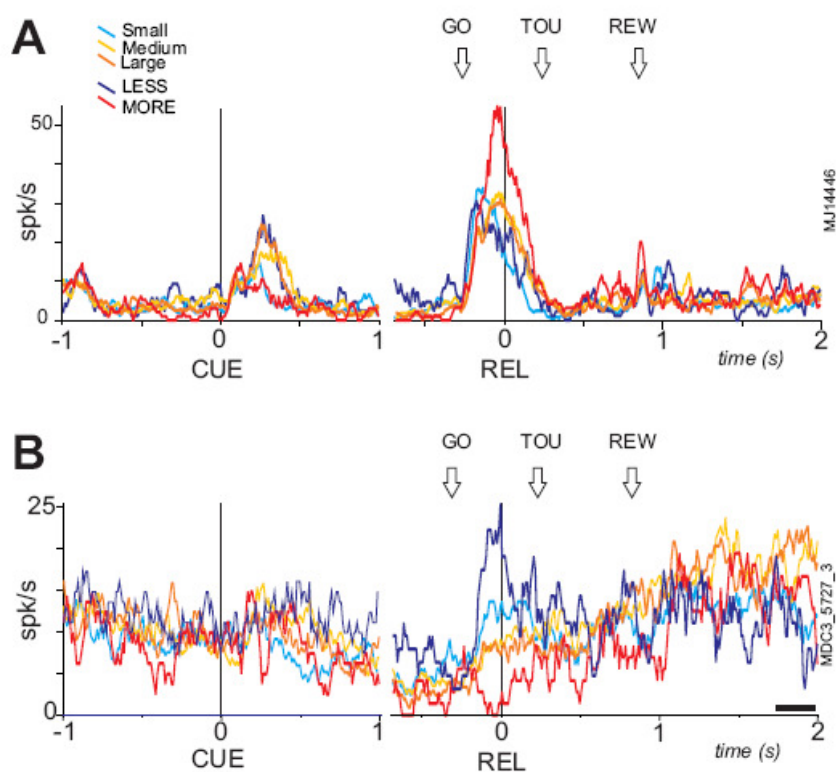 A
Small
Medium
Large
LESS
MORE
GO TOU REW
50
spk/s
0
-1 0 1 0 1 2
CUE REL time (s)
MJ14446
B
GO TOU REW
25
spk/s
0
-1 0 1 0 1 2
CUE REL time (s)
MDC3_5727_3